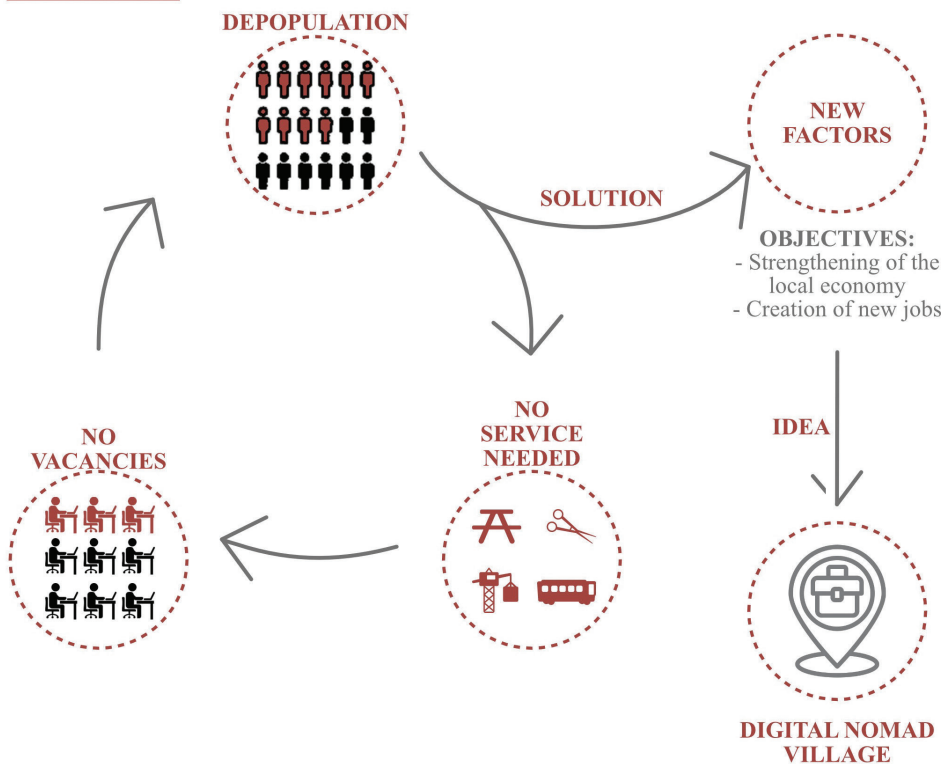 DEPOPULATION
NEW
FACTORS
SOLUTION
OBJECTIVES:
- Strengthening of the
local economy
- Creation of new jobs
NO
VACANCIES
NO
SERVICE
NEEDED
IDEA
DIGITAL NOMAD
VILLAGE